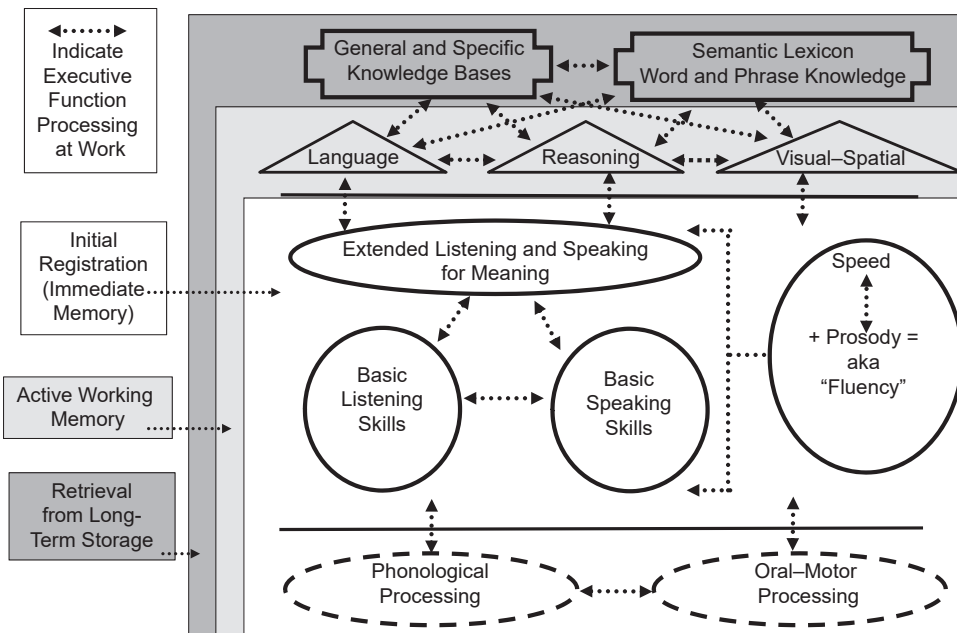 Indicate
Executive
Function
Processing
at Work
General and Specific
Knowledge Bases
Semantic Lexicon
Word and Phrase Knowledge
Language
Reasoning
Visual–Spatial
Initial
Registration
(Immediate
Memory)
Extended Listening and Speaking
for Meaning
Speed
+ Prosody =
aka
“Fluency”
Basic
Listening
Skills
Basic
Speaking
Skills
Active Working
Memory
Retrieval
from Long-
Term Storage
Phonological
Processing
Oral–Motor
Processing